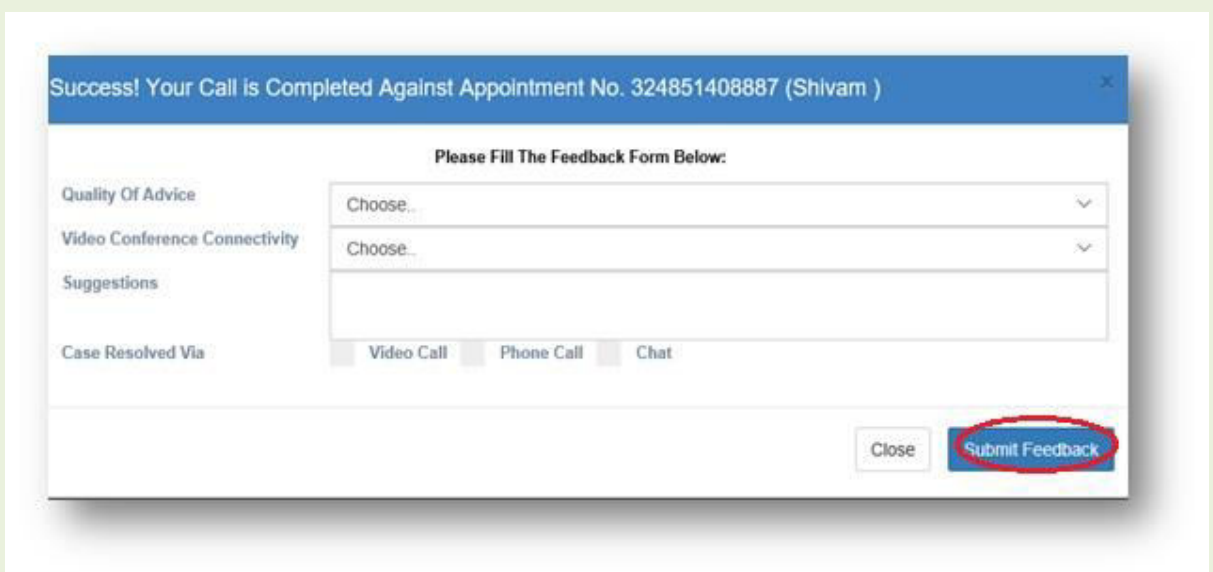 Success! Your Call is Completed Against Appointment No. 324851408887 (Shivam )
×
Please Fill The Feedback Form Below:
Quality Of Advice
Choose..
Video Conference Connectivity
Choose..
Suggestions
Case Resolved Via
Video Call Phone Call Chat
Close Submit Feedback